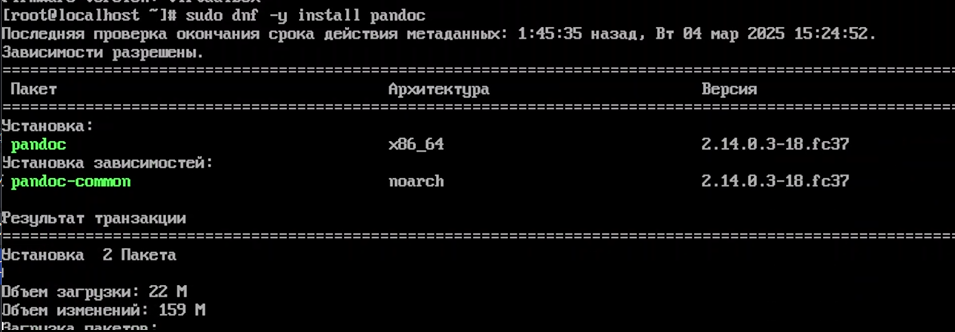 [root@localhost ~]# sudo dnf -y install pandoc
Последняя проверка окончания срока действия метаданных: 1:45:35 назад, Вт 04 мар 2025 15:24:52.
Зависимости разрешены.
Пакет Архитектура Версия
Установка:
pandoc x86_64 2.14.0.3-18.fc37
Установка зависимостей:
pandoc-common noarch 2.14.0.3-18.fc37
Результат транзакции
Установка 2 Пакета
Объем загрузки: 22 M
Объем изменений: 159 M
Загрузка пакетов: